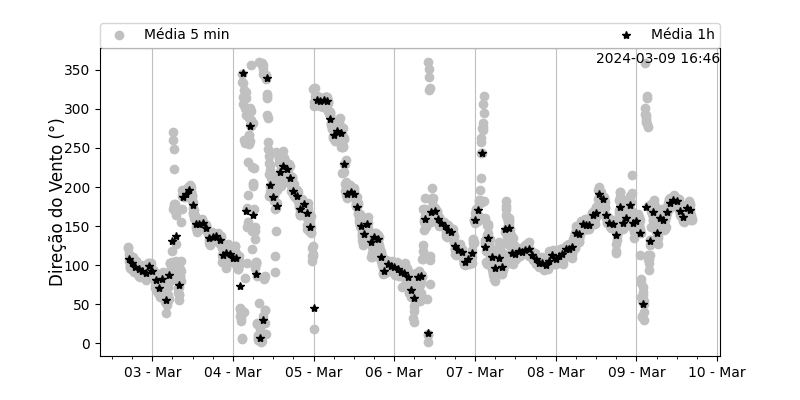 Média 5 min
Média 1h
2024-03-09 16:46
Direção do Vento (°)
350
300
250
200
150
100
50
0
03 - Mar
04 - Mar
05 - Mar
06 - Mar
07 - Mar
08 - Mar
09 - Mar
10 - Mar